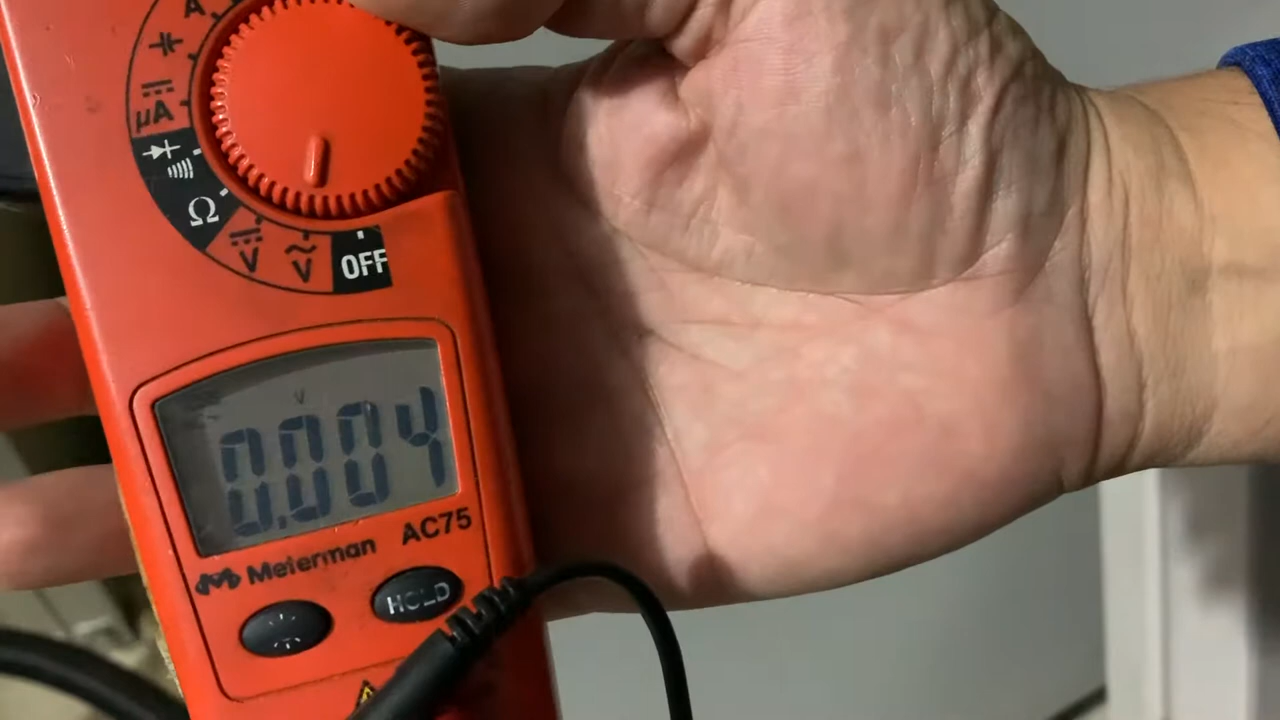 A
μA
Ω
V
V
OFF
V
0.004
Meterman AC75
HOLD